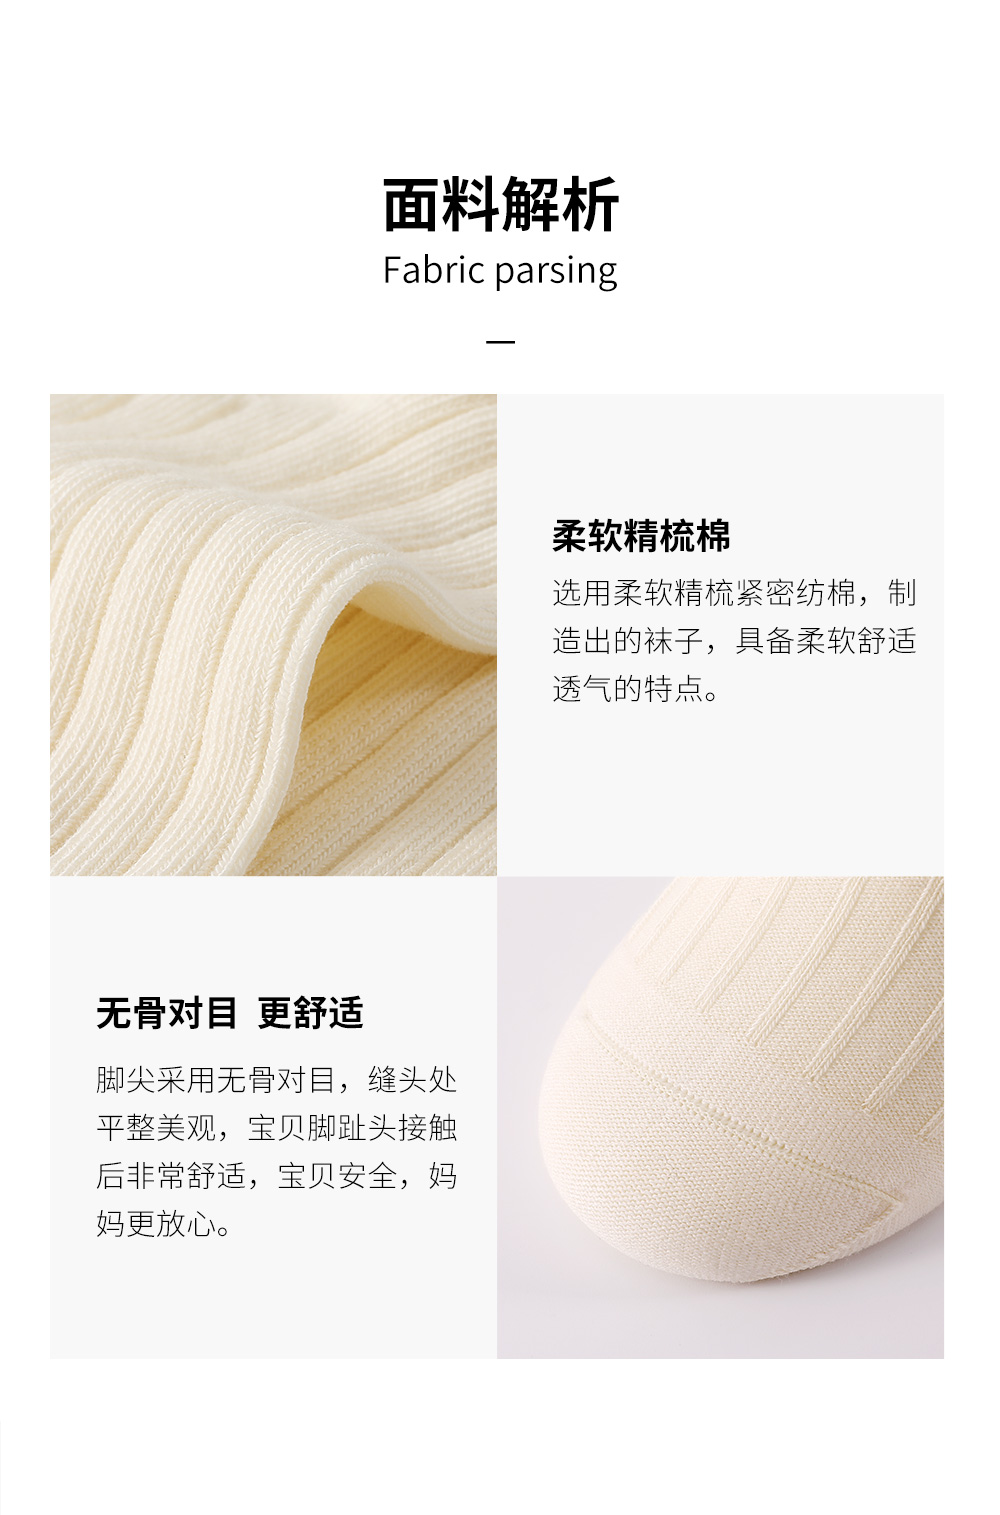 面料解析
Fabric parsing
柔软精梳棉
选用柔软精梳紧密纺棉，制
造出的袜子，具备柔软舒适
透气的特点。
无骨对目 更舒适
脚尖采用无骨对目，缝头处
平整美观，宝贝脚趾头接触
后非常舒适，宝贝安全，妈
妈更放心。